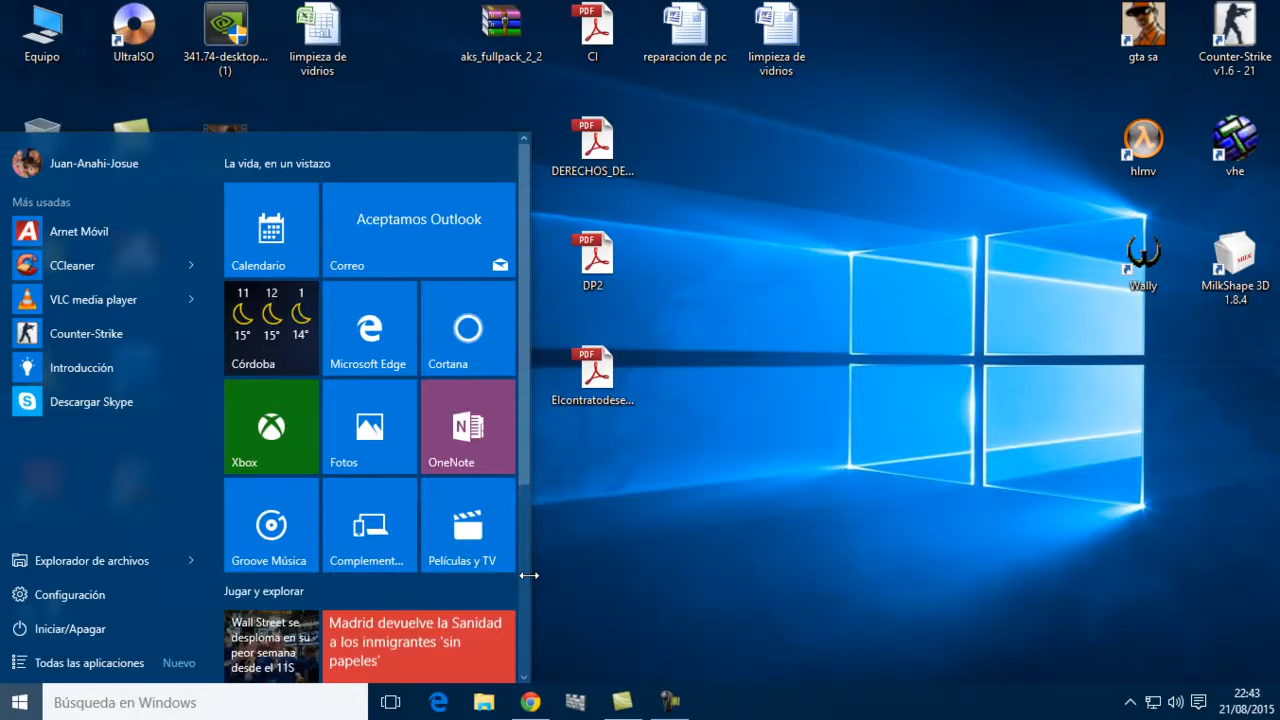 Equipo
UltraISO
341.74-desktop...
(1)
limpieza de
vidrios
aks_fullpack_2_2
PDF
CI
reparacion de pc
limpieza de
vidrios
gta sa
Counter-Strike
v1.6 - 21
PDF
DERECHOS_DE...
hlmv
vhe
PDF
DP2
Wally
MILK
MilkShape 3D
1.8.4
PDF
Elcontratodese...
Juan-Anahi-Josue
Más usadas
Arnet Móvil
CCleaner
VLC media player
Counter-Strike
Introducción
Descargar Skype
Explorador de archivos
Configuración
Iniciar/Apagar
Todas las aplicaciones Nuevo
La vida, en un vistazo
Calendario
Aceptamos Outlook
Correo
11 12 1
15° 15° 14°
Córdoba
Microsoft Edge
Cortana
Xbox
Fotos
OneNote
Groove Música
Complement...
Películas y TV
Jugar y explorar
Wall Street se
desploma en su
peor semana
desde el 11S
Madrid devuelve la Sanidad
a los inmigrantes 'sin
papeles'
Búsqueda en Windows
22:43
21/08/2015